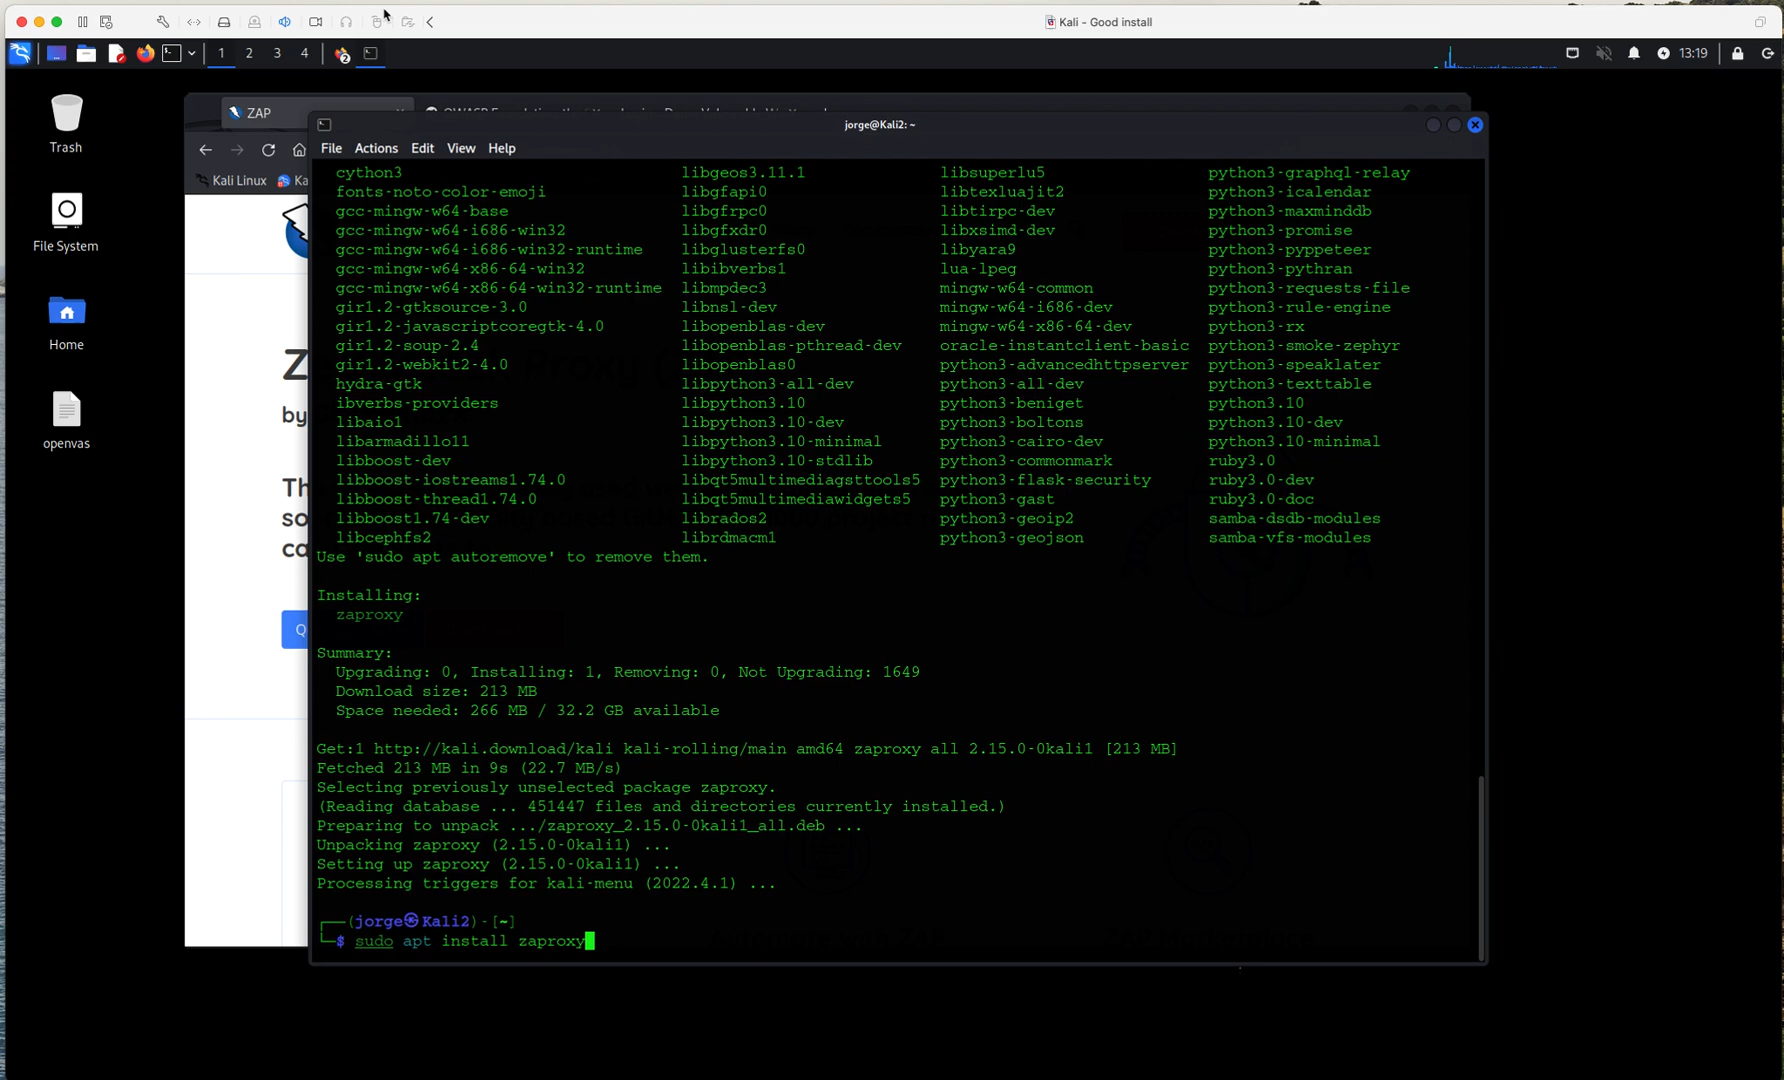 Kali - Good install
1 2 3 4
2
13:19
Trash
File System
Home
openvas
ZAP
Kali Linux
Ka
jorge@Kali2: ~
File Actions Edit View Help
cython3 libgeos3.11.1 libsuperlu5 python3-graphql-relay
fonts-noto-color-emoji libgfapi0 libtexluajit2 python3-icalendar
gcc-mingw-w64-base libgfrpc0 libtirpc-dev python3-maxminddb
gcc-mingw-w64-i686-win32 libgfxdr0 libxsimd-dev python3-promise
gcc-mingw-w64-i686-win32-runtime libglusterfs0 libyara9 python3-pyppeteer
gcc-mingw-w64-x86-64-win32 libibverbs1 lua-lpeg python3-pythran
gcc-mingw-w64-x86-64-win32-runtime libmpdec3 mingw-w64-common python3-requests-file
gir1.2-gtksource-3.0 libnsl-dev mingw-w64-i686-dev python3-rule-engine
gir1.2-javascriptcoregtk-4.0 libopenblas-dev mingw-w64-x86-64-dev python3-rx
gir1.2-soup-2.4 libopenblas-pthread-dev oracle-instantclient-basic python3-smoke-zephyr
gir1.2-webkit2-4.0 libopenblas0 python3-advancedhttpserver python3-speaklater
hydra-gtk libpython3-all-dev python3-all-dev python3-texttable
ibverbs-providers libpython3.10 python3-beniget python3.10
libaio1 libpython3.10-dev python3-boltons python3.10-dev
libarmadillo11 libpython3.10-minimal python3-cairo-dev python3.10-minimal
libboost-dev libpython3.10-stdlib python3-commonmark ruby3.0
libboost-iostreams1.74.0 libqt5multimediagsttools5 python3-flask-security ruby3.0-dev
libboost-thread1.74.0 libqt5multimediawidgets5 python3-gast ruby3.0-doc
libboost1.74-dev librados2 python3-geoip2 samba-dsdb-modules
libcephfs2 librdmacm1 python3-geojson samba-vfs-modules
Use 'sudo apt autoremove' to remove them.
Installing:
zaproxy
Summary:
Upgrading: 0, Installing: 1, Removing: 0, Not Upgrading: 1649
Download size: 213 MB
Space needed: 266 MB / 32.2 GB available
Get:1 http://kali.download/kali kali-rolling/main amd64 zaproxy all 2.15.0-0kali1 [213 MB]
Fetched 213 MB in 9s (22.7 MB/s)
Selecting previously unselected package zaproxy.
(Reading database ... 451447 files and directories currently installed.)
Preparing to unpack .../zaproxy_2.15.0-0kali1_all.deb ...
Unpacking zaproxy (2.15.0-0kali1) ...
Setting up zaproxy (2.15.0-0kali1) ...
Processing triggers for kali-menu (2022.4.1) ...
(jorge㉿Kali2)-[~]
$ sudo apt install zaproxy